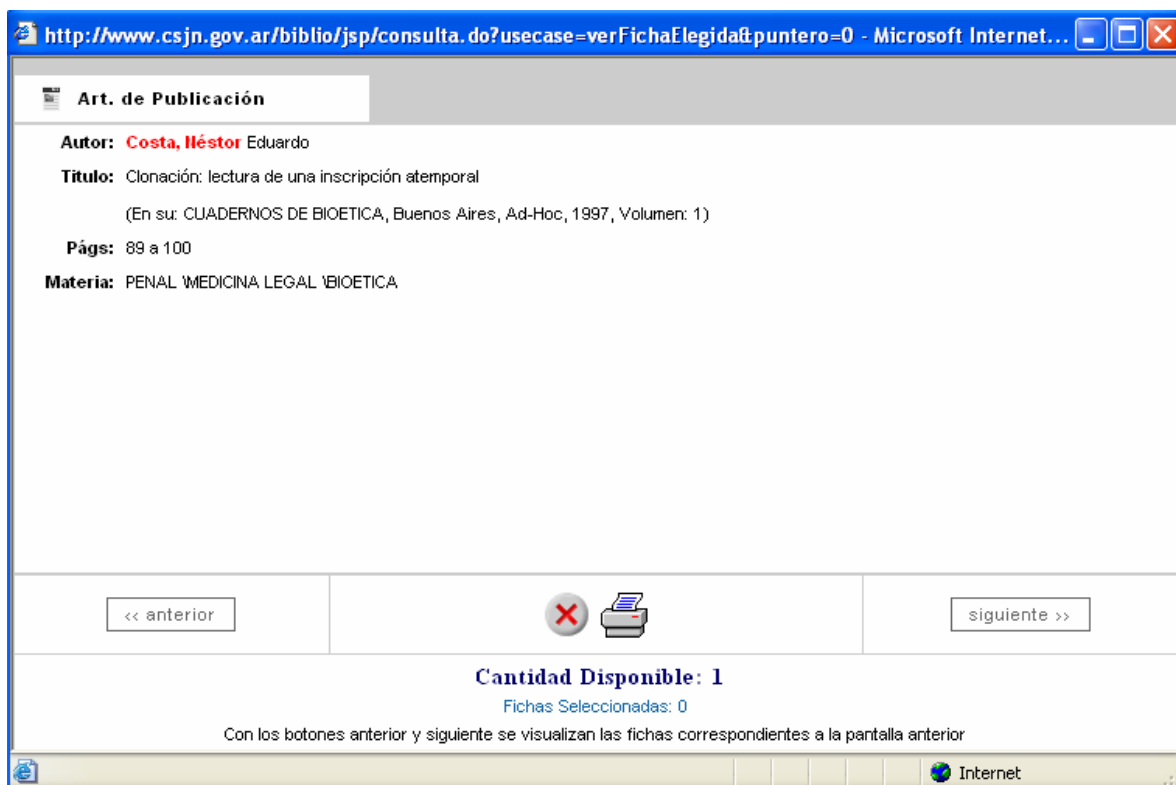 http://www.csjn.gov.ar/biblio/jsp/consulta.do?usecase=verFichaElegida&puntero=0 - Microsoft Internet...
Art. de Publicación
Autor: Costa, Néstor Eduardo
Titulo: Clonación: lectura de una inscripción atemporal
(En su: CUADERNOS DE BIOETICA, Buenos Aires, Ad-Hoc, 1997, Volumen: 1)
Págs: 89 a 100
Materia: PENAL \MEDICINA LEGAL \BIOETICA
<< anterior
siguiente >>
Cantidad Disponible: 1
Fichas Seleccionadas: 0
Con los botones anterior y siguiente se visualizan las fichas correspondientes a la pantalla anterior
Internet